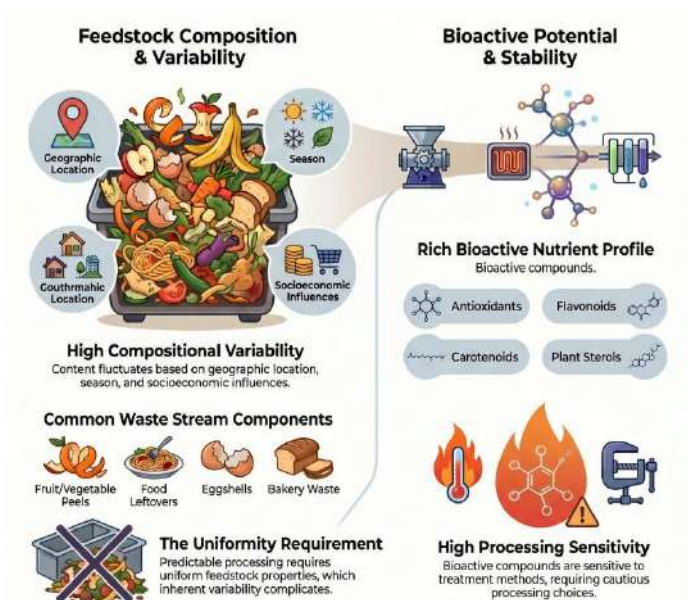 Feedstock Composition
& Variability
Geographic
Location
Season
Gouthrmahic
Location
Socioeconomic
Influences
High Compositional Variability
Content fluctuates based on geographic location,
season, and socioeconomic influences.
Common Waste Stream Components
Fruit/Vegetable
Peels
Food
Leftovers
Eggshells
Bakery Waste
The Uniformity Requirement
Predictable processing requires
uniform feedstock properties, which
inherent variability complicates.
Bioactive Potential
& Stability
Rich Bioactive Nutrient Profile
Bioactive compounds.
Antioxidants
Flavonoids
Carotenoids
Plant Sterols
High Processing Sensitivity
Bioactive compounds are sensitive to
treatment methods, requiring cautious
processing choices.